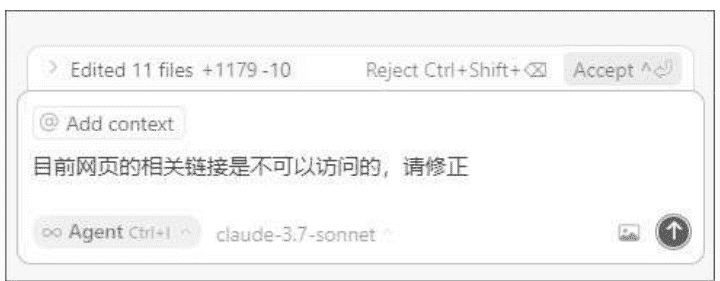 Edited 11 files +1179 -10 Reject Ctrl+Shift+⌫ Accept ^⏎
@ Add context
目前网页的相关链接是不可以访问的，请修正
∞ Agent Ctrl+I ^ claude-3.7-sonnet ^